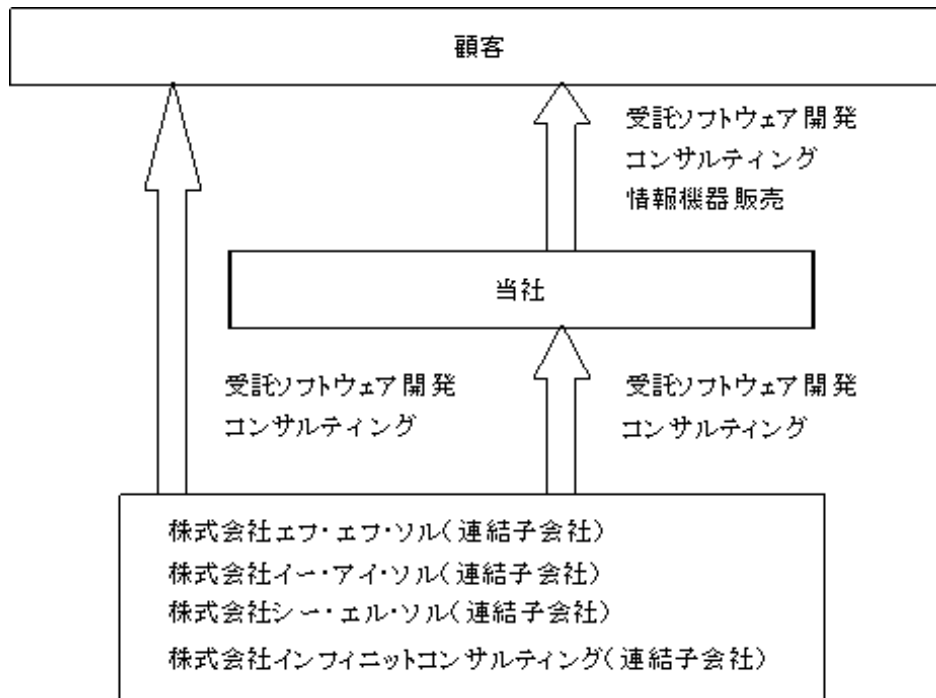 顧客
受託ソフトウェア開発
コンサルティング
情報機器販売
当社
受託ソフトウェア開発
コンサルティング
受託ソフトウェア開発
コンサルティング
株式会社エフ・エフ・ソル(連結子会社)
株式会社イー・アイ・ソル(連結子会社)
株式会社シー・エル・ソル(連結子会社)
株式会社インフィニットコンサルティング(連結子会社)